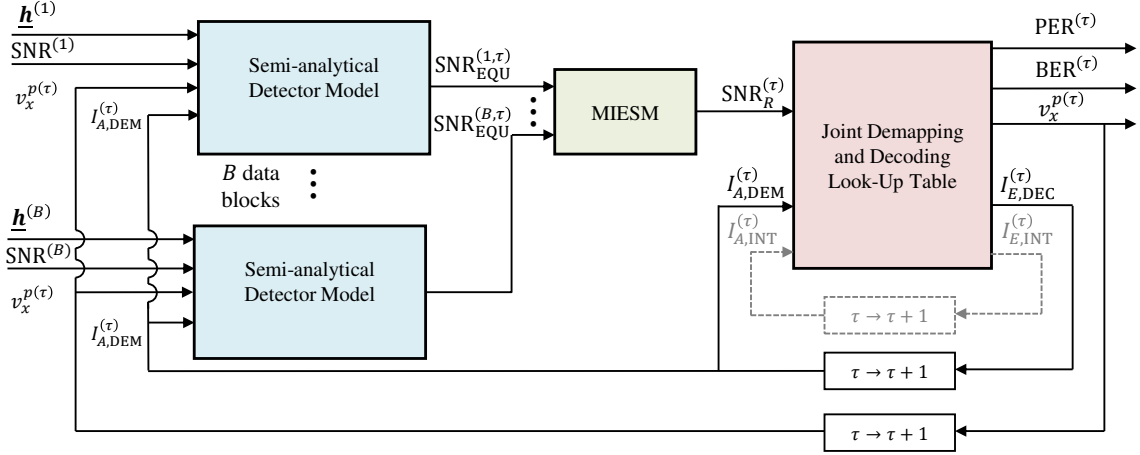 h^(1)
SNR^(1)
v_x^p(τ)
I_A,DEM^(τ)
Semi-analytical
Detector Model
SNR_EQU^(1,τ)
SNR_EQU^(B,τ)
MIESM
SNR_R^(τ)
Joint Demapping
and Decoding
Look-Up Table
PER^(τ)
BER^(τ)
v_x^p(τ)
I_E,DEC^(τ)
I_E,INT^(τ)
I_A,DEM^(τ)
I_A,INT^(τ)
B data
blocks
h^(B)
SNR^(B)
v_x^p(τ)
I_A,DEM^(τ)
Semi-analytical
Detector Model
τ → τ + 1
τ → τ + 1
τ → τ + 1